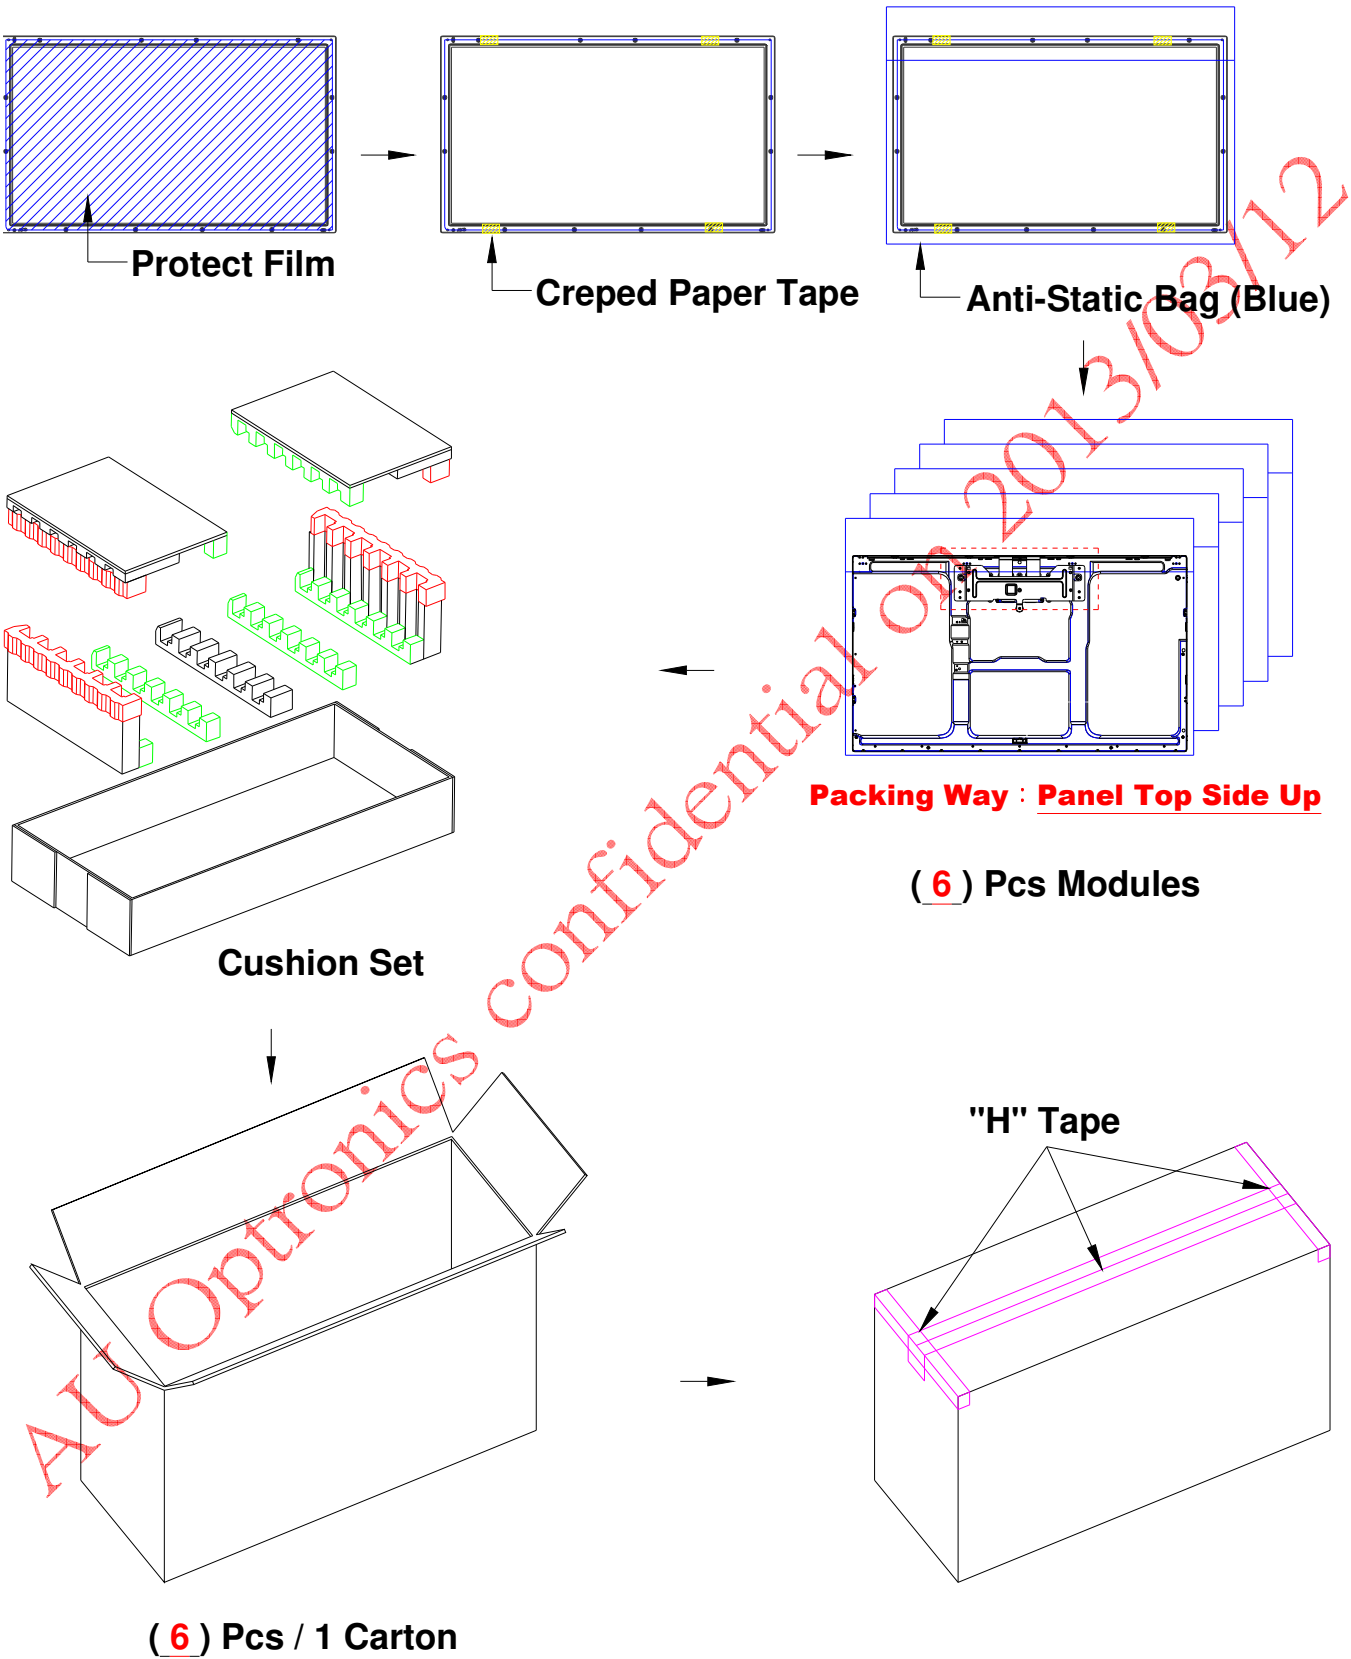 Protect Film
Creped Paper Tape
Anti-Static Bag (Blue)
Packing Way : Panel Top Side Up
( 6 ) Pcs Modules
Cushion Set
"H" Tape
( 6 ) Pcs / 1 Carton
AU Optronics confidential on 2013/03/12